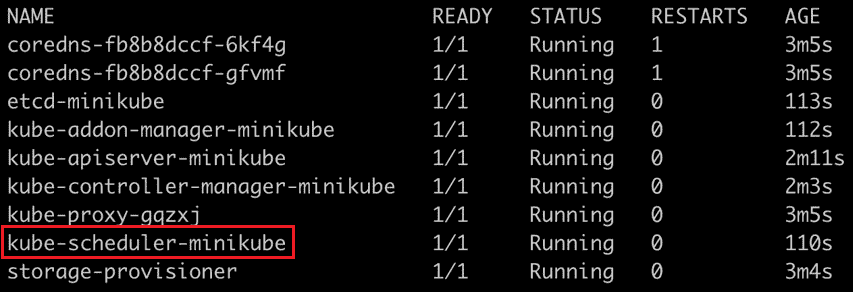 NAME READY STATUS RESTARTS AGE
coredns-fb8b8dccf-6kf4g 1/1 Running 1 3m5s
coredns-fb8b8dccf-gfvmf 1/1 Running 1 3m5s
etcd-minikube 1/1 Running 0 113s
kube-addon-manager-minikube 1/1 Running 0 112s
kube-apiserver-minikube 1/1 Running 0 2m11s
kube-controller-manager-minikube 1/1 Running 0 2m3s
kube-proxy-gqzxj 1/1 Running 0 3m5s
kube-scheduler-minikube 1/1 Running 0 110s
storage-provisioner 1/1 Running 0 3m4s